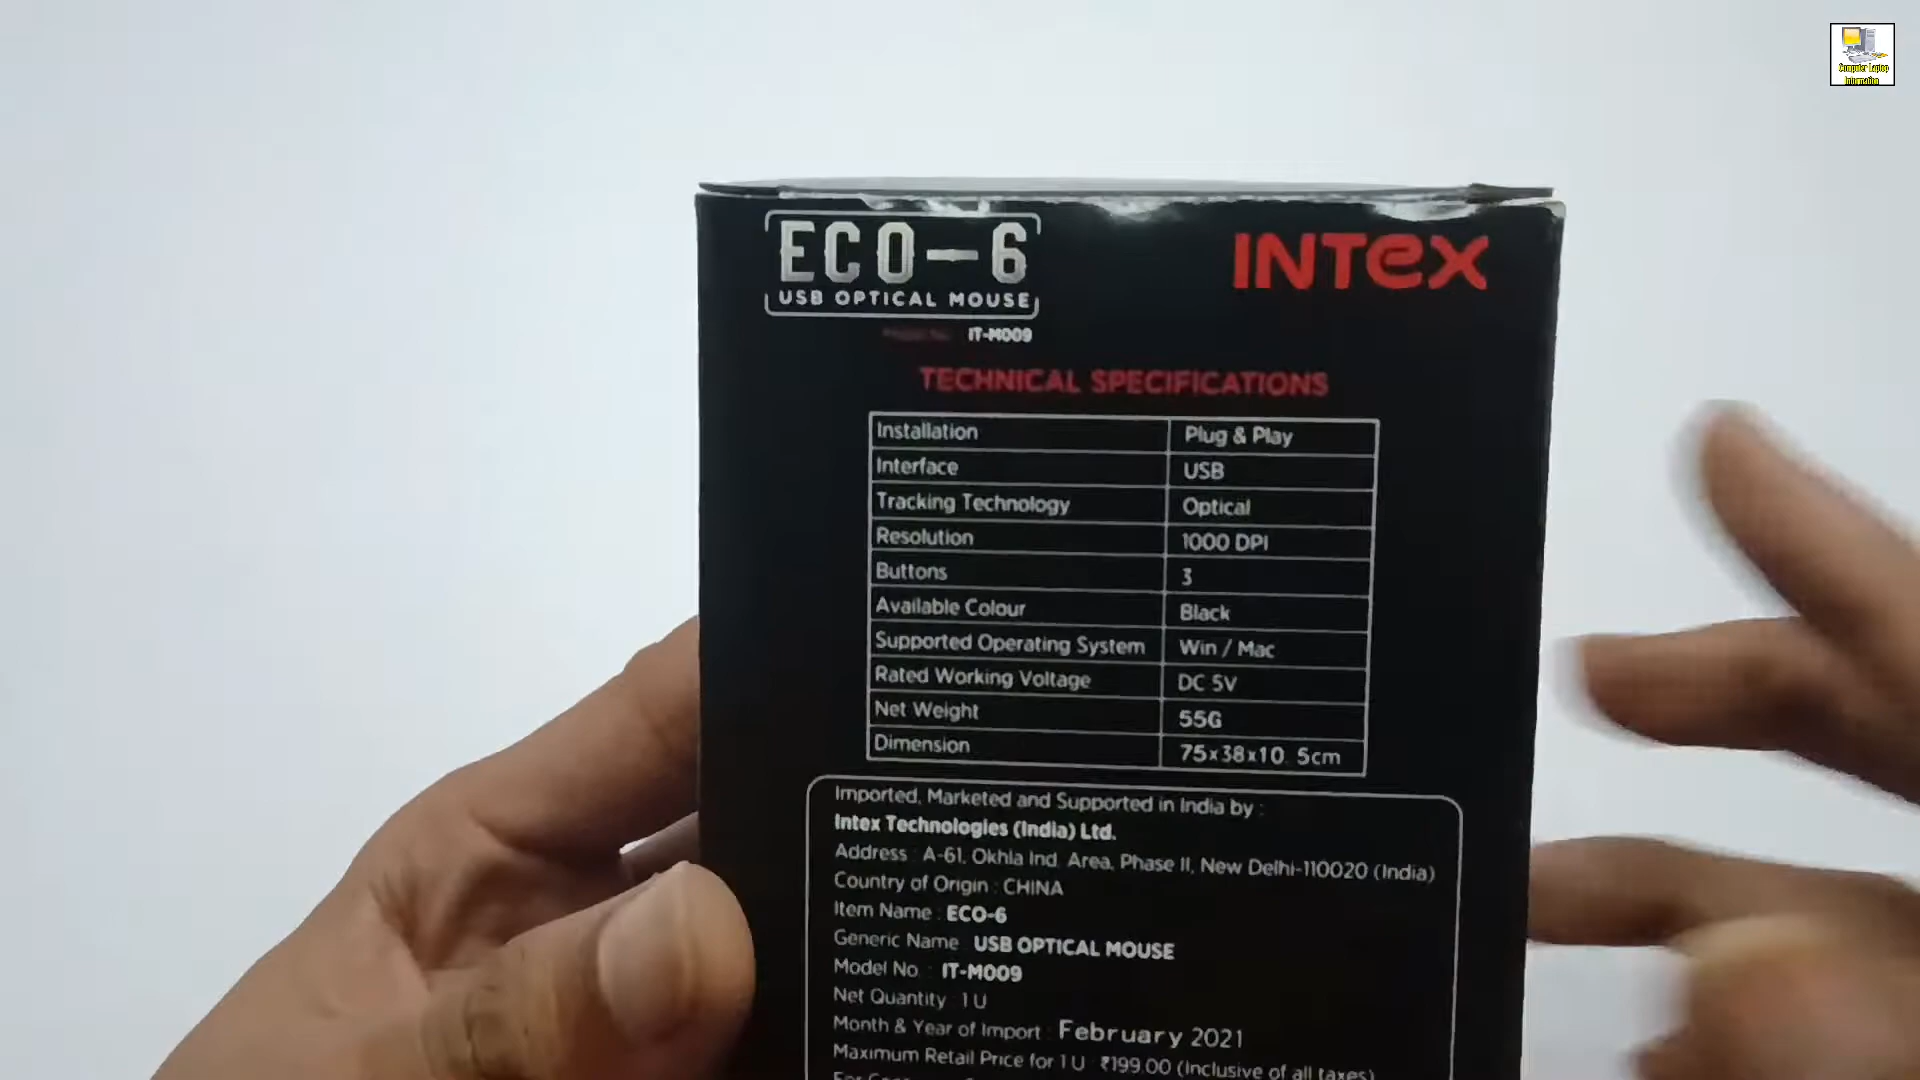 Computer Laptop
Information
ECO-6
INTEX
USB OPTICAL MOUSE
IT-M009
TECHNICAL SPECIFICATIONS
Installation Plug & Play
Interface USB
Tracking Technology Optical
Resolution 1000 DPI
Buttons 3
Available Colour Black
Supported Operating System Win / Mac
Rated Working Voltage DC 5V
Net Weight 55G
Dimension 75x38x10.5cm
Imported, Marketed and Supported in India by :
Intex Technologies (India) Ltd.
Address : A-61, Okhla Ind. Area, Phase II, New Delhi-110020 (India)
Country of Origin : CHINA
Item Name : ECO-6
Generic Name : USB OPTICAL MOUSE
Model No. : IT-M009
Net Quantity : 1 U
Month & Year of Import : February 2021
Maximum Retail Price for 1 U : ₹199.00 (Inclusive of all taxes)